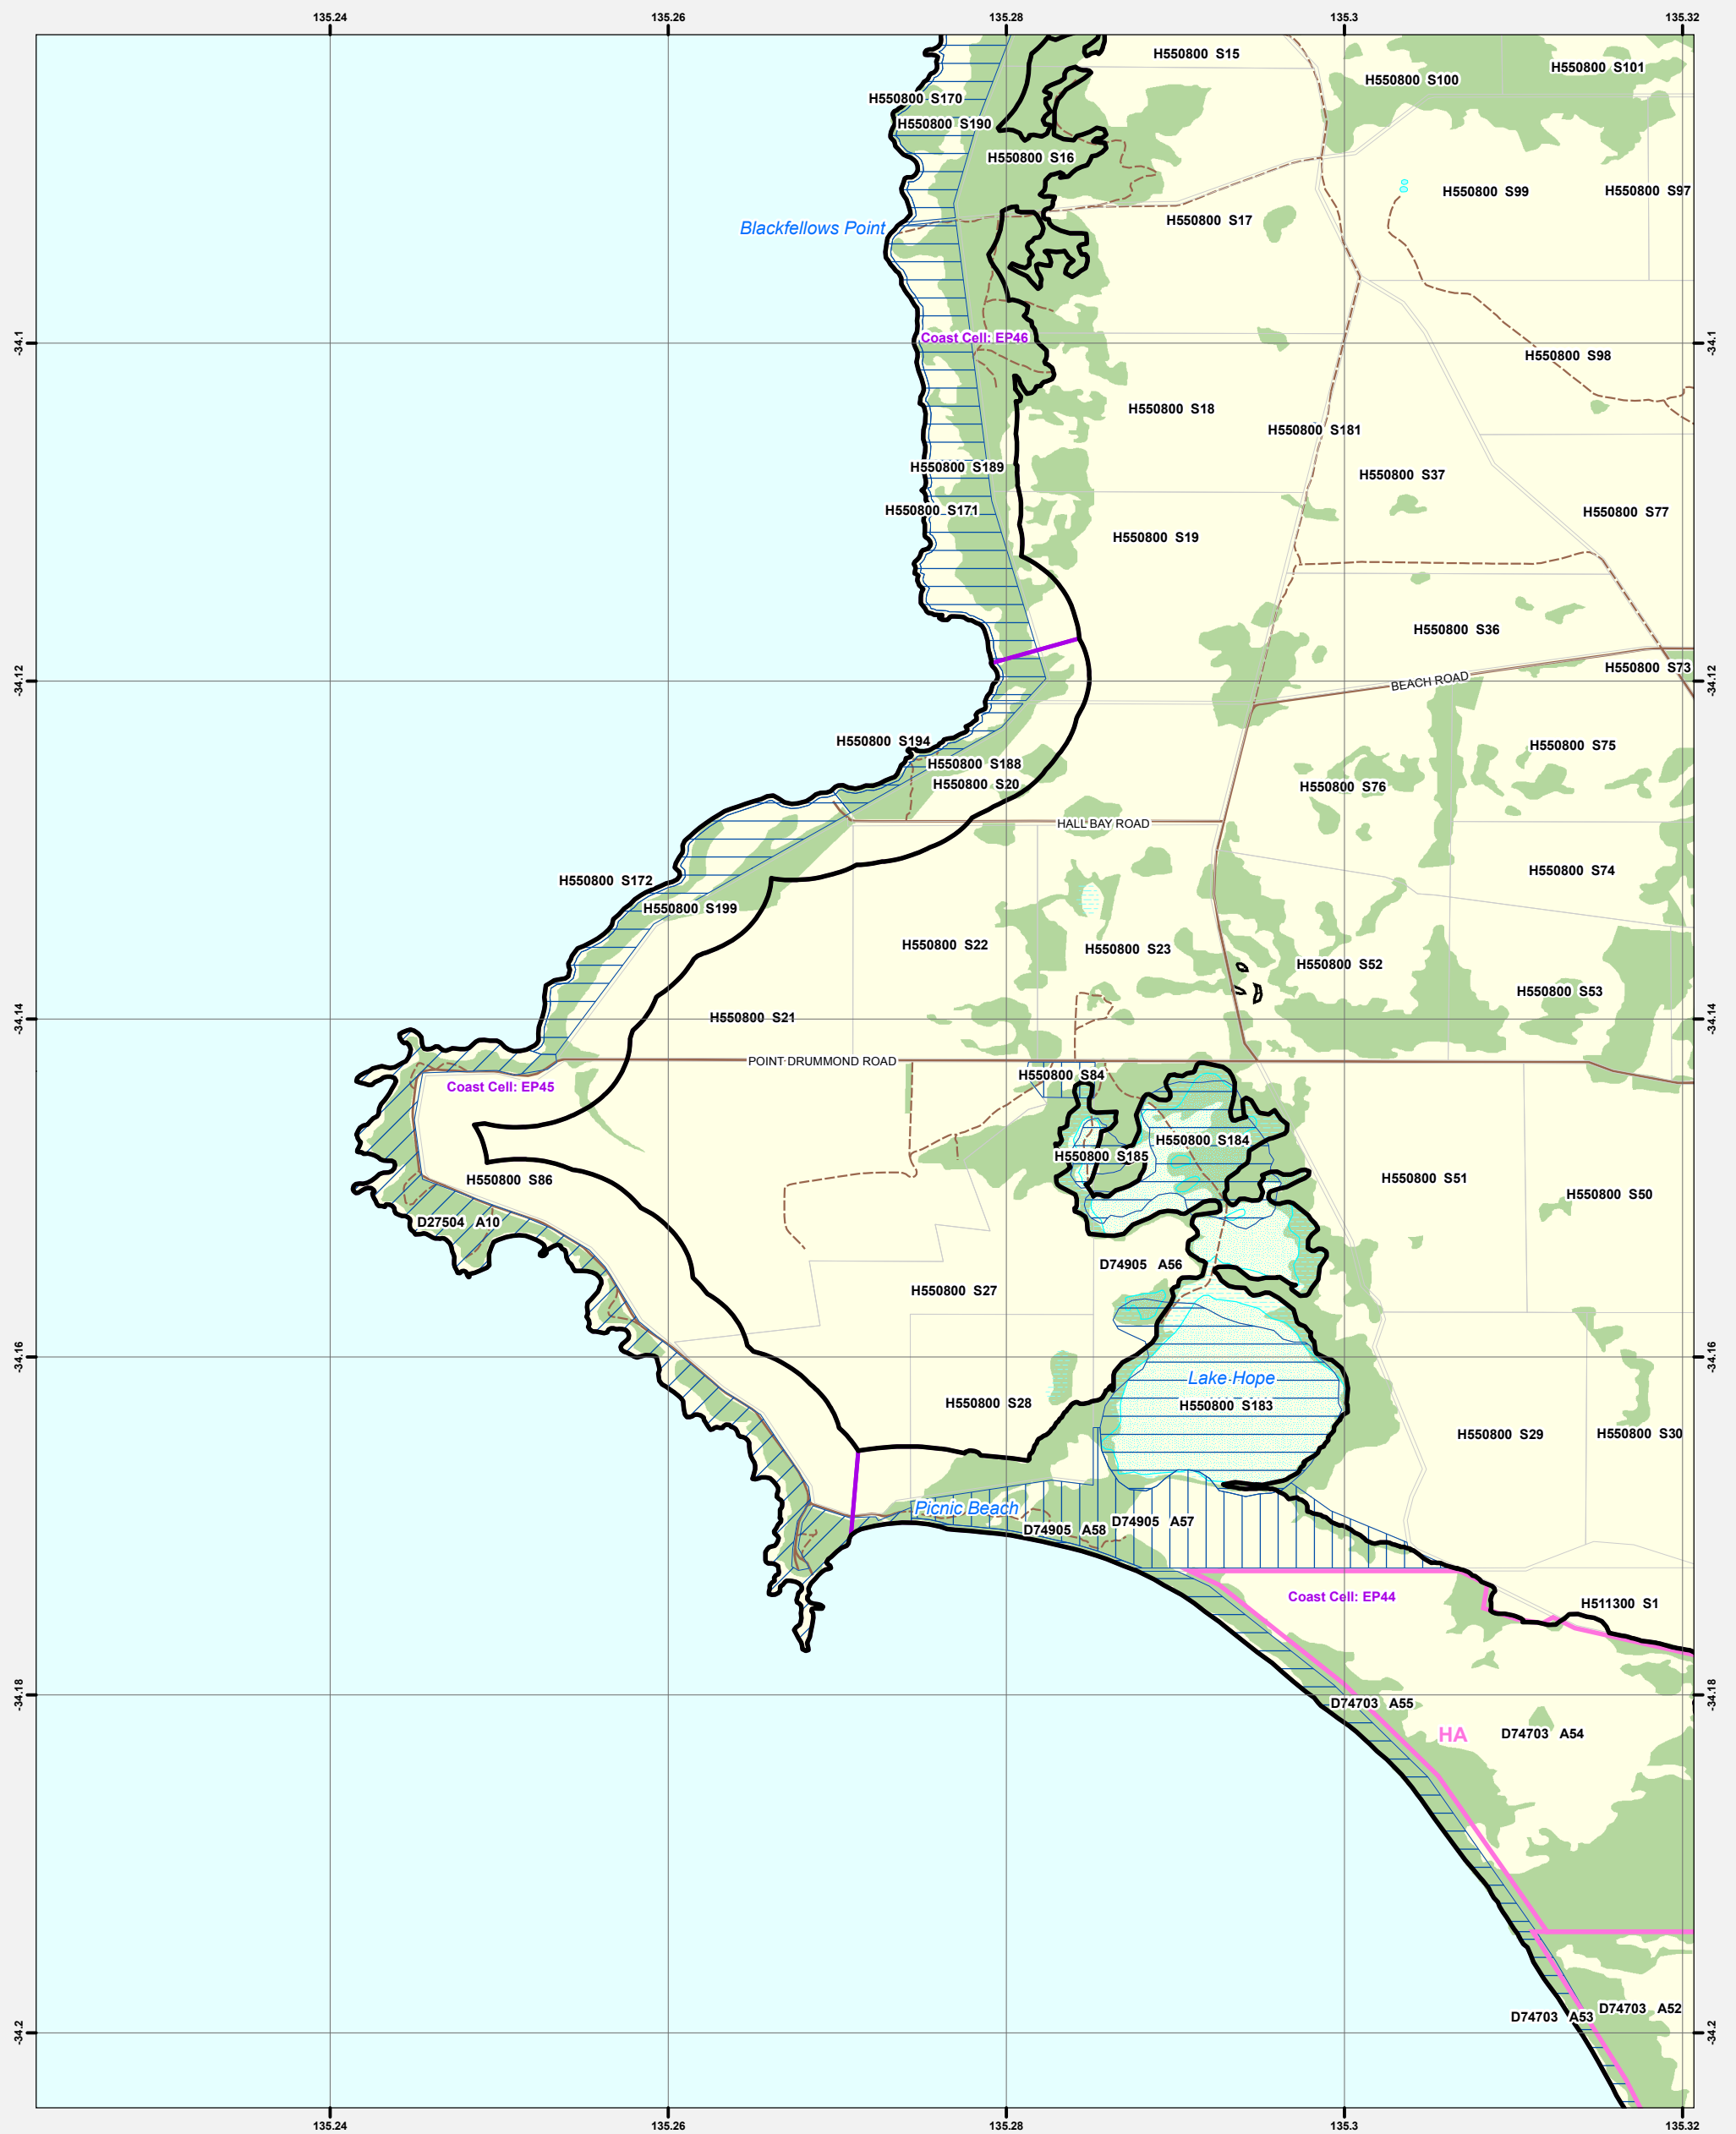 135.24 135.26 135.28 135.3 135.32
H550800 S15
H550800 S101
H550800 S100
H550800 S170
H550800 S190
H550800 S16
H550800 S99
H550800 S97
H550800 S17
Blackfellows Point
-34.1 -34.1
Coast Cell: EP46
H550800 S98
H550800 S18
H550800 S181
H550800 S189
H550800 S37
H550800 S171
H550800 S77
H550800 S19
H550800 S36
H550800 S73
-34.12 -34.12
BEACH ROAD
H550800 S194
H550800 S75
H550800 S188
H550800 S20
H550800 S76
HALL BAY ROAD
H550800 S74
H550800 S172
H550800 S199
H550800 S22
H550800 S23
H550800 S52
H550800 S53
H550800 S21
-34.14 -34.14
POINT DRUMMOND ROAD
H550800 S84
Coast Cell: EP45
H550800 S184
H550800 S185
H550800 S86
H550800 S51
H550800 S50
D27504 A10
D74905 A56
H550800 S27
-34.16 -34.16
Lake Hope
H550800 S28
H550800 S183
H550800 S29
H550800 S30
Picnic Beach
D74905 A58
D74905 A57
Coast Cell: EP44
H511300 S1
-34.18 -34.18
D74703 A55
HA
D74703 A54
D74703 A52
D74703 A53
-34.2 -34.2
135.24 135.26 135.28 135.3 135.32